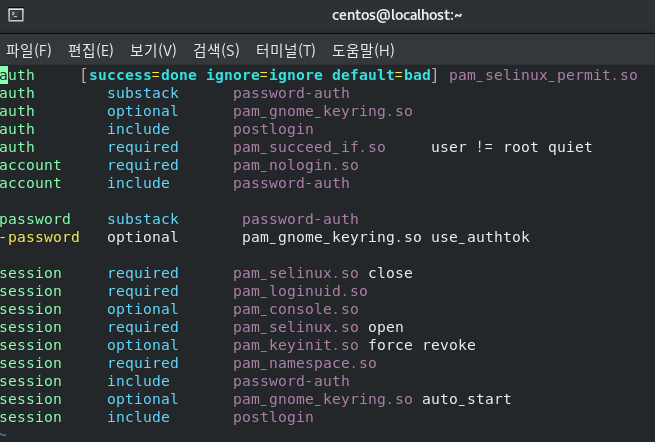 centos@localhost:~
파일(F) 편집(E) 보기(V) 검색(S) 터미널(T) 도움말(H)
auth [success=done ignore=ignore default=bad] pam_selinux_permit.so
auth substack password-auth
auth optional pam_gnome_keyring.so
auth include postlogin
auth required pam_succeed_if.so user != root quiet
account required pam_nologin.so
account include password-auth
password substack password-auth
-password optional pam_gnome_keyring.so use_authtok
session required pam_selinux.so close
session required pam_loginuid.so
session optional pam_console.so
session required pam_selinux.so open
session optional pam_keyinit.so force revoke
session required pam_namespace.so
session include password-auth
session optional pam_gnome_keyring.so auto_start
session include postlogin
~